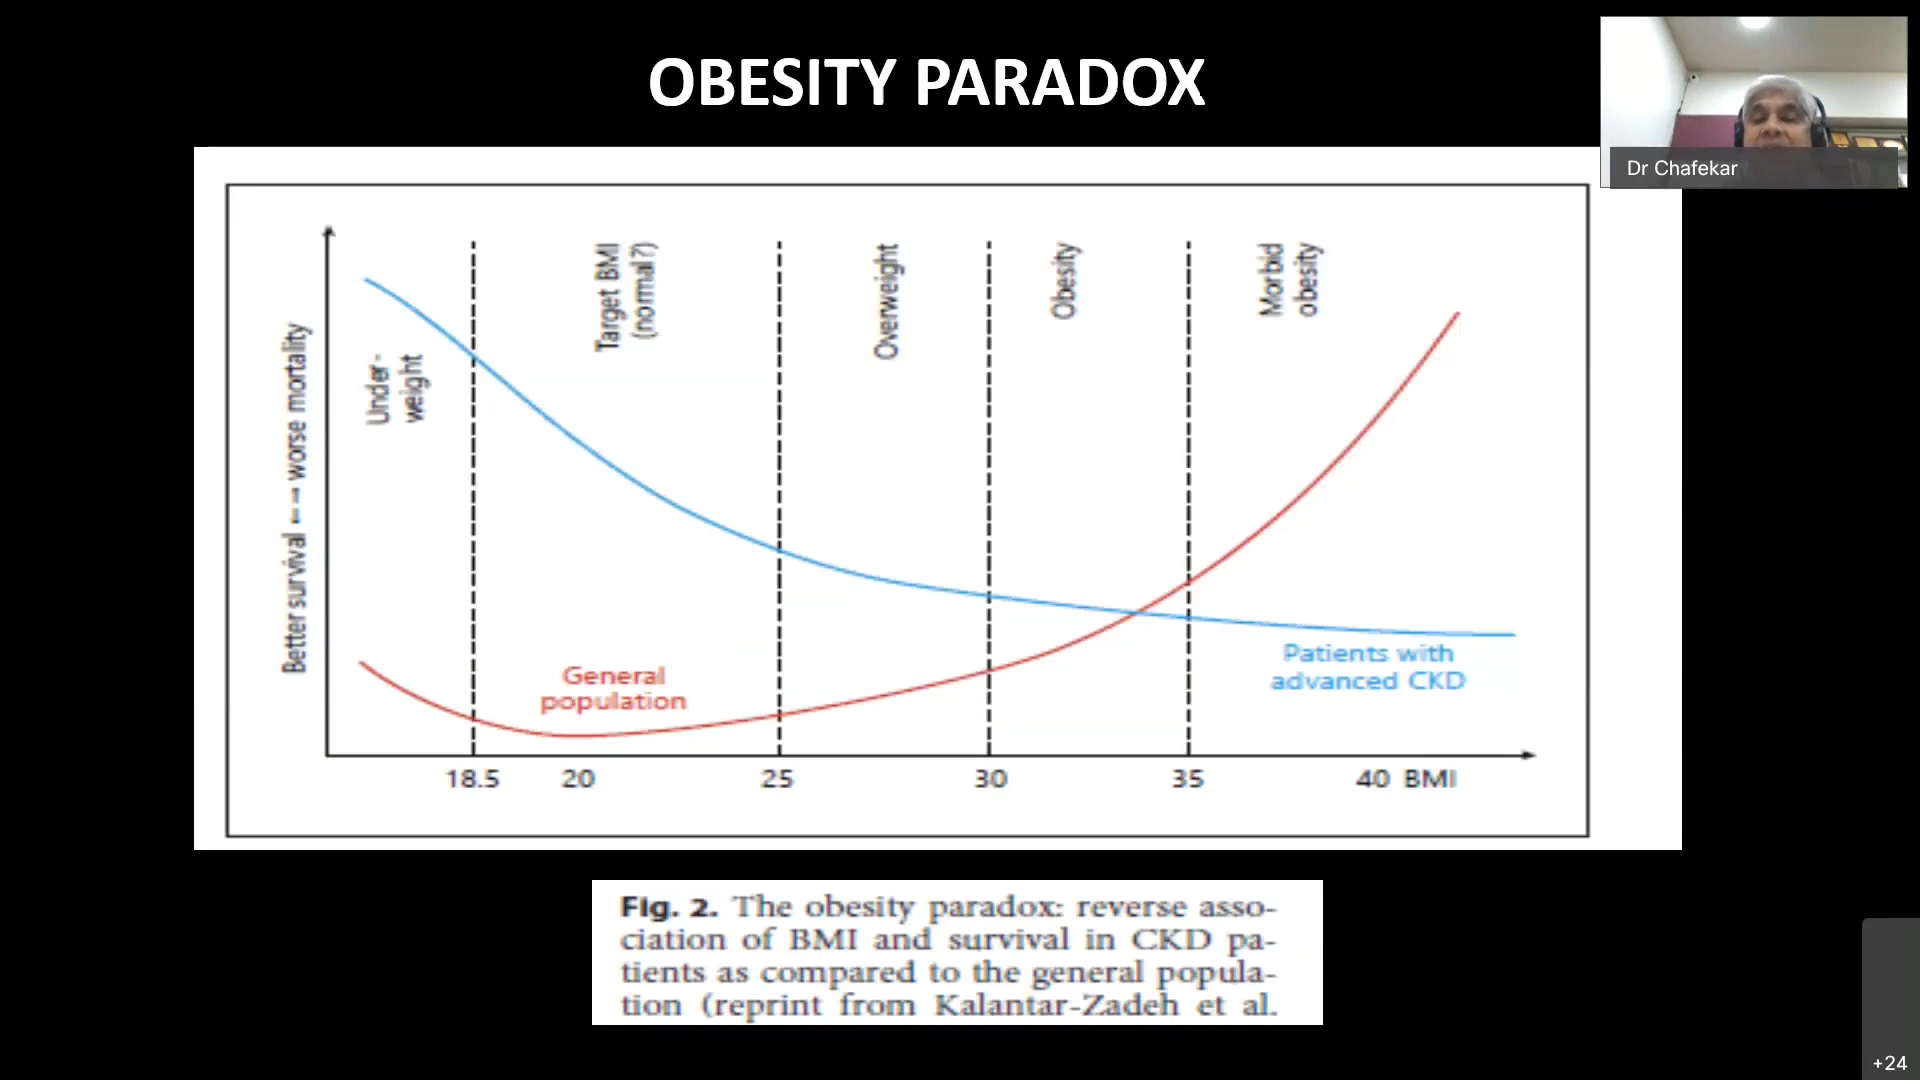 OBESITY PARADOX
Dr Chafekar
Better survival ←→ worse mortality
Under-
weight
Target BMI
(normal?)
Overweight
Obesity
Morbid
obesity
General
population
Patients with
advanced CKD
18.5 20 25 30 35 40 BMI
Fig. 2. The obesity paradox: reverse asso-
ciation of BMI and survival in CKD pa-
tients as compared to the general popula-
tion (reprint from Kalantar-Zadeh et al.
+24